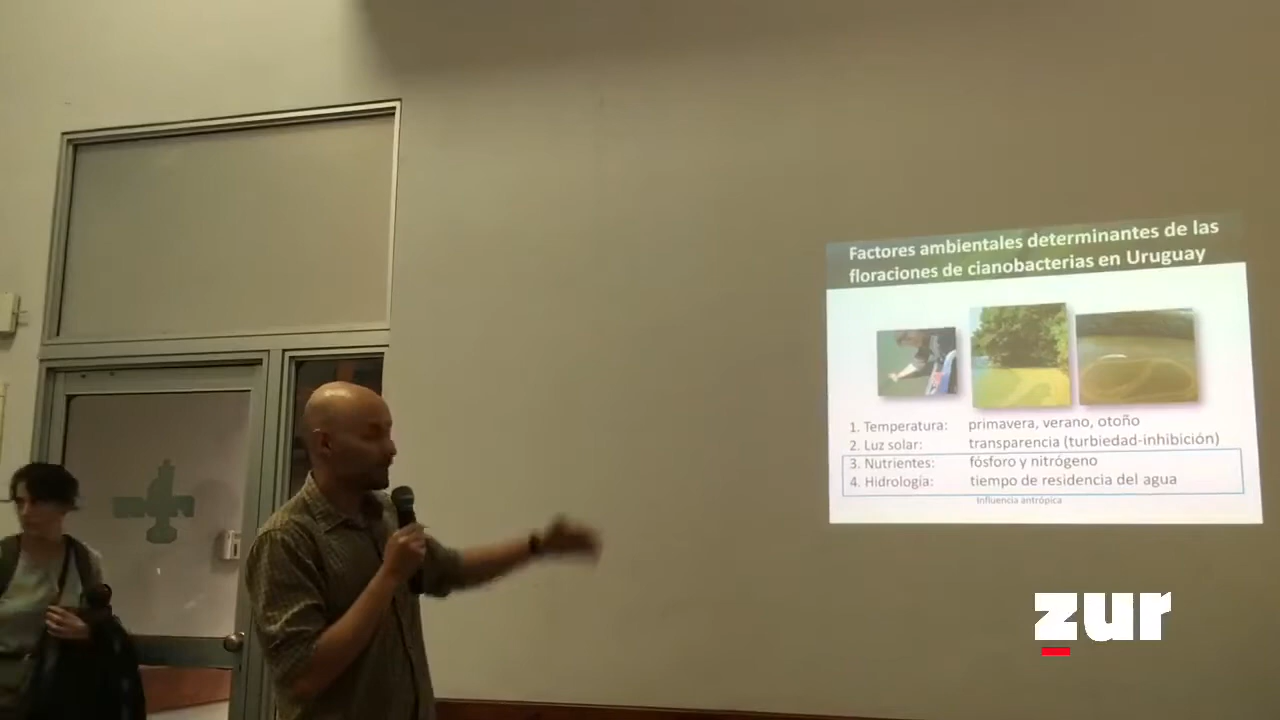 Factores ambientales determinantes de las
floraciones de cianobacterias en Uruguay
1. Temperatura: primavera, verano, otoño
2. Luz solar: transparencia (turbiedad-inhibición)
3. Nutrientes: fósforo y nitrógeno
4. Hidrología: tiempo de residencia del agua
Influencia antrópica
zur